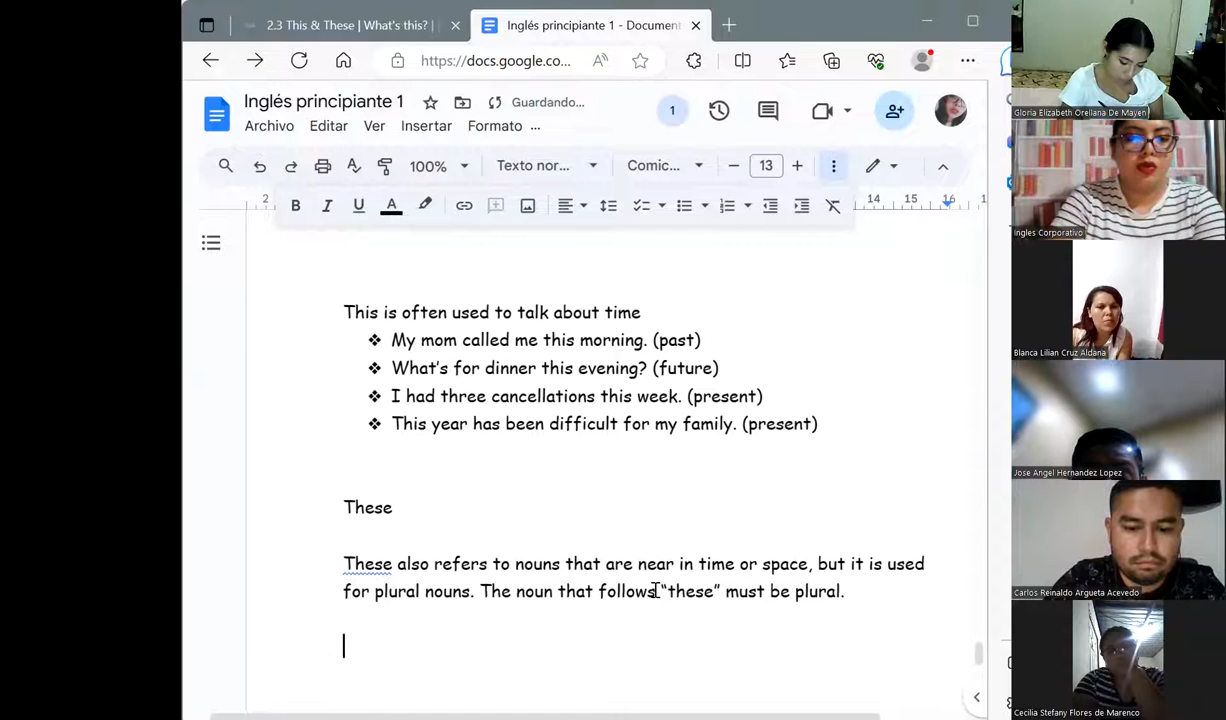 2.3 This & These | What's this? |
Inglés principiante 1 - Document
https://docs.google.co...
Inglés principiante 1
Guardando...
1
Archivo Editar Ver Insertar Formato ...
100% Texto nor... Comic... 13
2 14 15 16
This is often used to talk about time
❖ My mom called me this morning. (past)
❖ What's for dinner this evening? (future)
❖ I had three cancellations this week. (present)
❖ This year has been difficult for my family. (present)
These
These also refers to nouns that are near in time or space, but it is used
for plural nouns. The noun that follows "these" must be plural.
Gloria Elizabeth Orellana De Mayen
Ingles Corporativo
Blanca Lilian Cruz Aldana
Jose Angel Hernandez Lopez
Carlos Reinaldo Argueta Acevedo
Cecilia Stefany Flores de Marenco